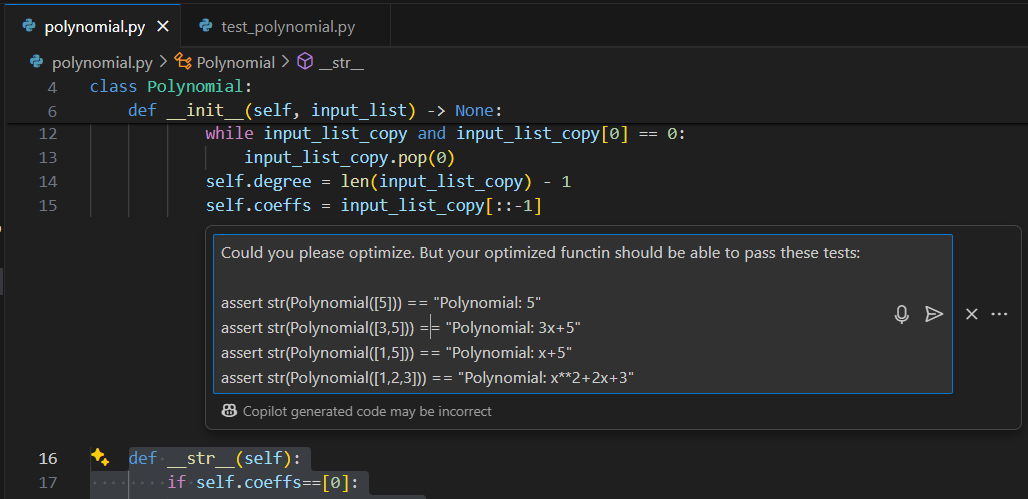 polynomial.py
test_polynomial.py
polynomial.py > Polynomial > __str__
4 class Polynomial:
6 def __init__(self, input_list) -> None:
12 while input_list_copy and input_list_copy[0] == 0:
13 input_list_copy.pop(0)
14 self.degree = len(input_list_copy) - 1
15 self.coeffs = input_list_copy[::-1]
Could you please optimize. But your optimized functin should be able to pass these tests:
assert str(Polynomial([5])) == "Polynomial: 5"
assert str(Polynomial([3,5])) == "Polynomial: 3x+5"
assert str(Polynomial([1,5])) == "Polynomial: x+5"
assert str(Polynomial([1,2,3])) == "Polynomial: x**2+2x+3"
Copilot generated code may be incorrect
16 def __str__(self):
17 if self.coeffs==[0]: